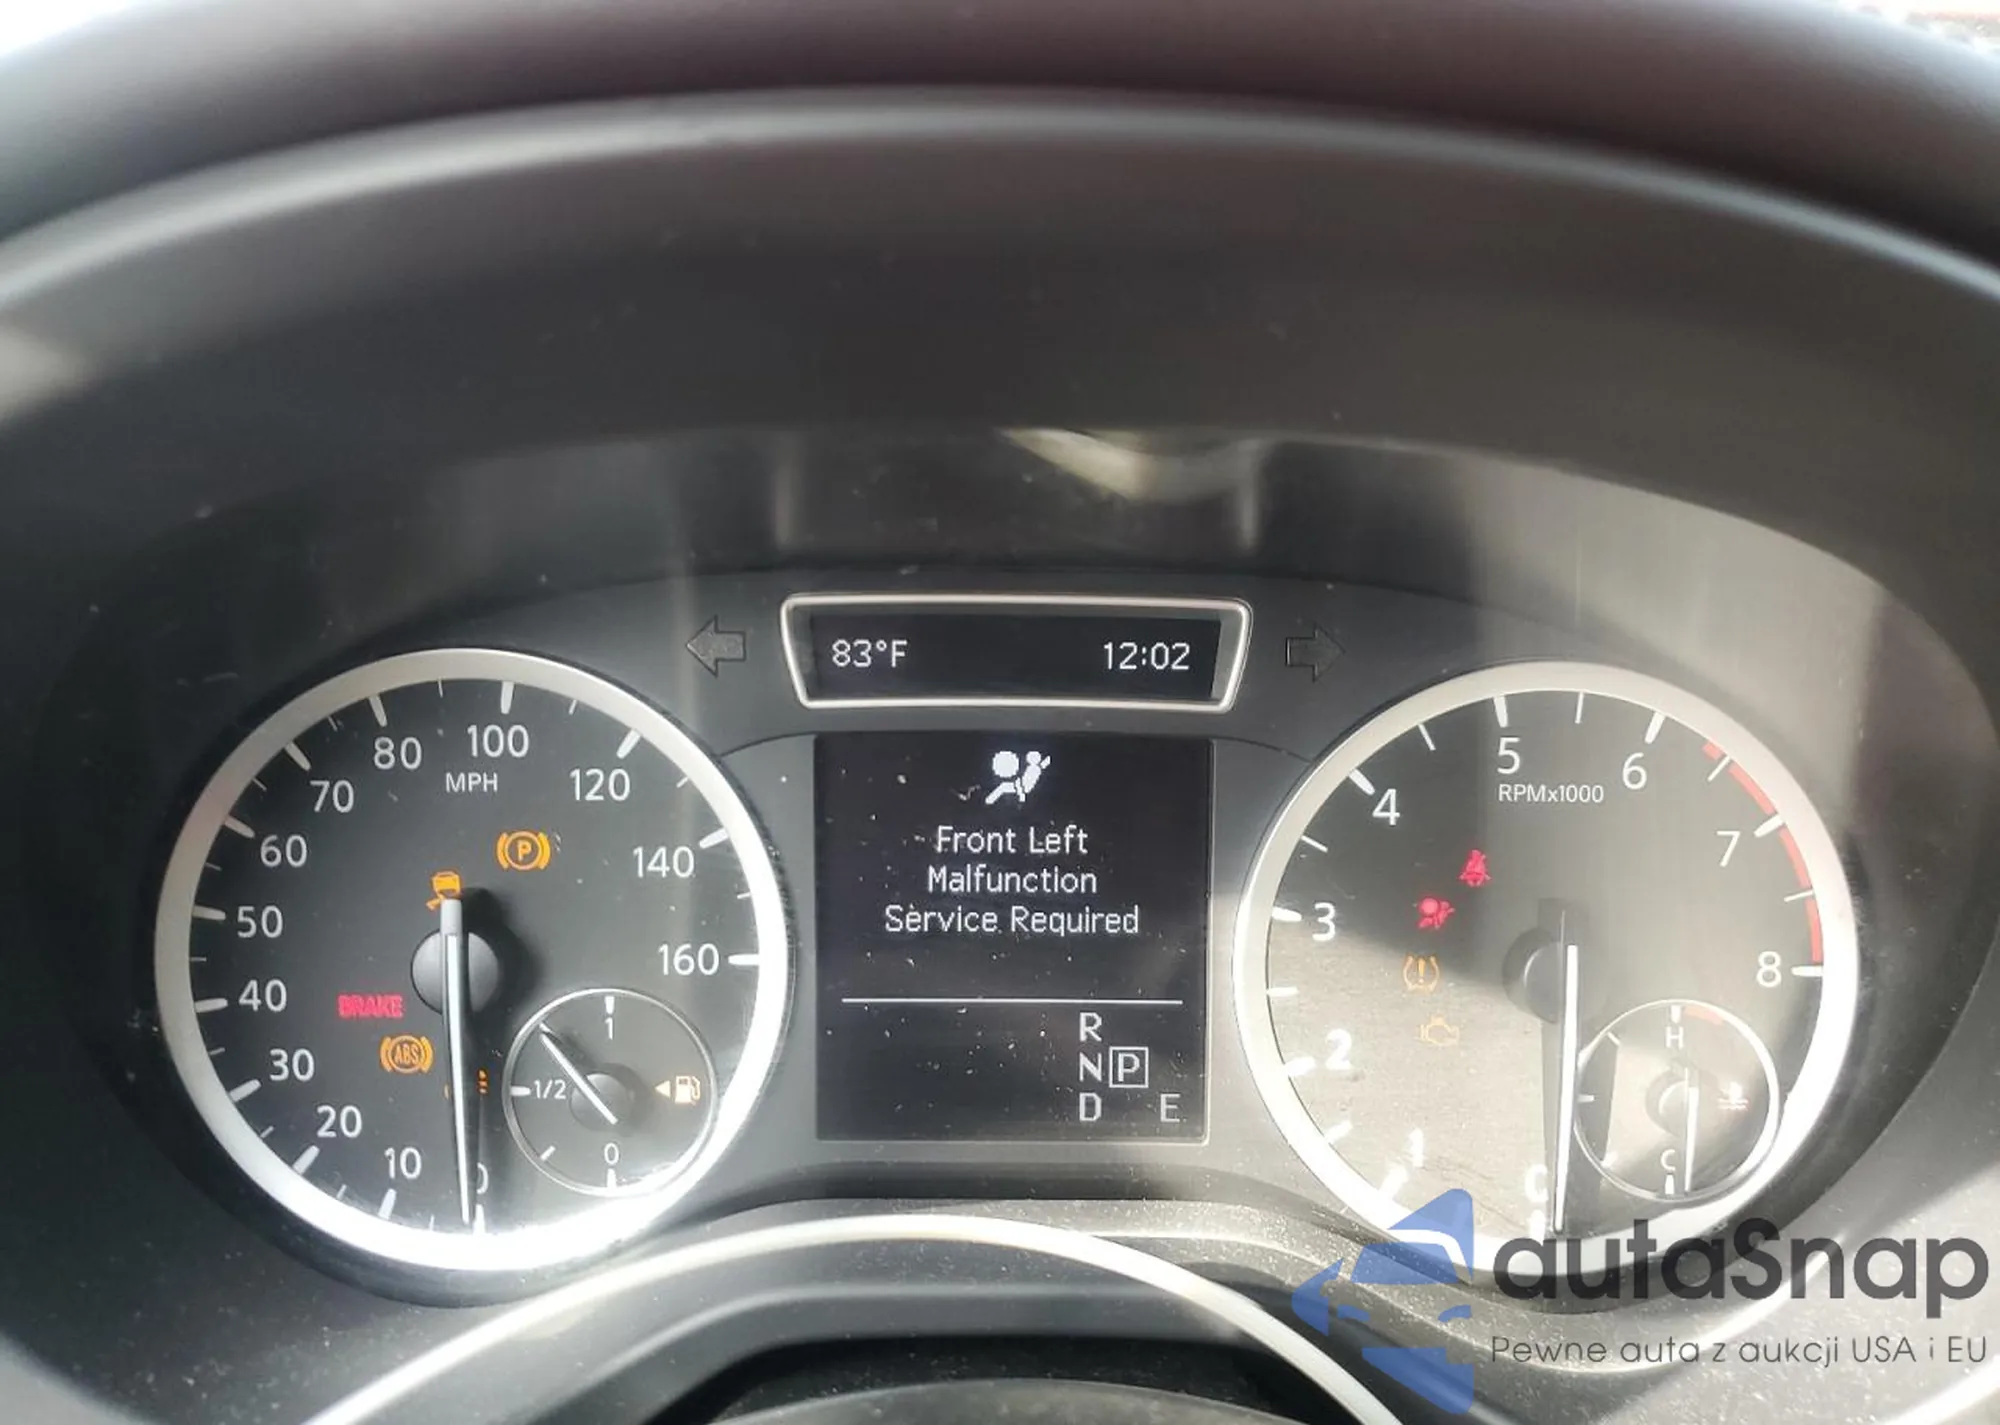 83°F 12:02
80 100
MPH
70 120
60 140
50
160
40
30
20
10
0
P
BRAKE
ABS
1
1/2
0
Front Left
Malfunction
Service Required
R
N P
D E
5 6
RPMx1000
4 7
3 8
2
1
H
C
autaSnap
Pewne auta z aukcji USA i EU